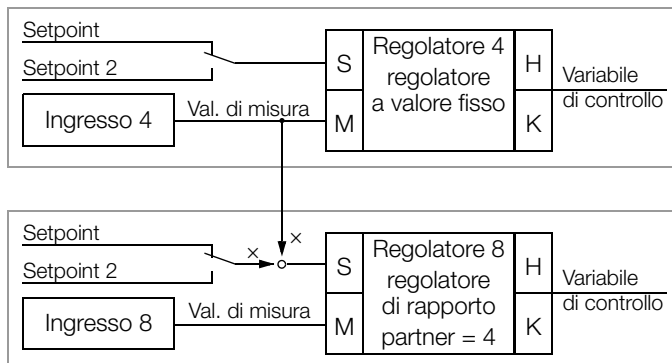 Setpoint
Setpoint 2
Ingresso 4
Val. di misura
S
M
Regolatore 4
regolatore
a valore fisso
H
K
Variabile
di controllo
Setpoint
Setpoint 2
×
×
Ingresso 8
Val. di misura
S
M
Regolatore 8
regolatore
di rapporto
partner = 4
H
K
Variabile
di controllo